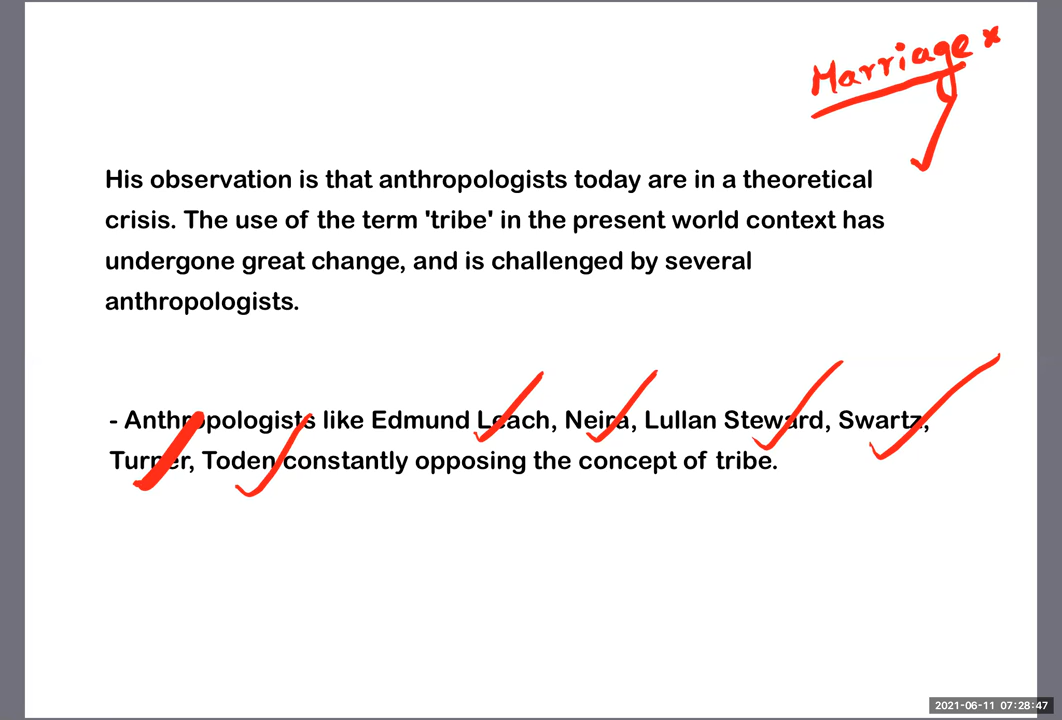 Marriage *
His observation is that anthropologists today are in a theoretical
crisis. The use of the term 'tribe' in the present world context has
undergone great change, and is challenged by several
anthropologists.
- Anthropologists like Edmund Leach, Neira, Lullan Steward, Swartz,
Turner, Toden constantly opposing the concept of tribe.
2021-06-11 07:28:47